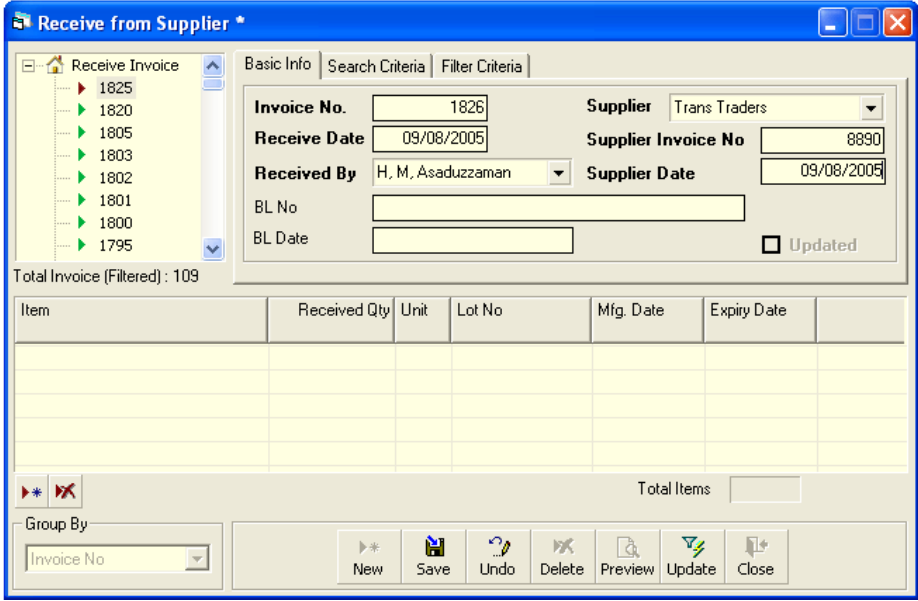 Receive from Supplier *
Receive Invoice
1825
1820
1805
1803
1802
1801
1800
1795
Total Invoice (Filtered) : 109
Basic Info Search Criteria Filter Criteria
Invoice No. 1826 Supplier Trans Traders
Receive Date 09/08/2005 Supplier Invoice No 8890
Received By H, M, Asaduzzaman Supplier Date 09/08/2005
BL No
BL Date Updated
Item Received Qty Unit Lot No Mfg. Date Expiry Date
Total Items
Group By
Invoice No
New Save Undo Delete Preview Update Close